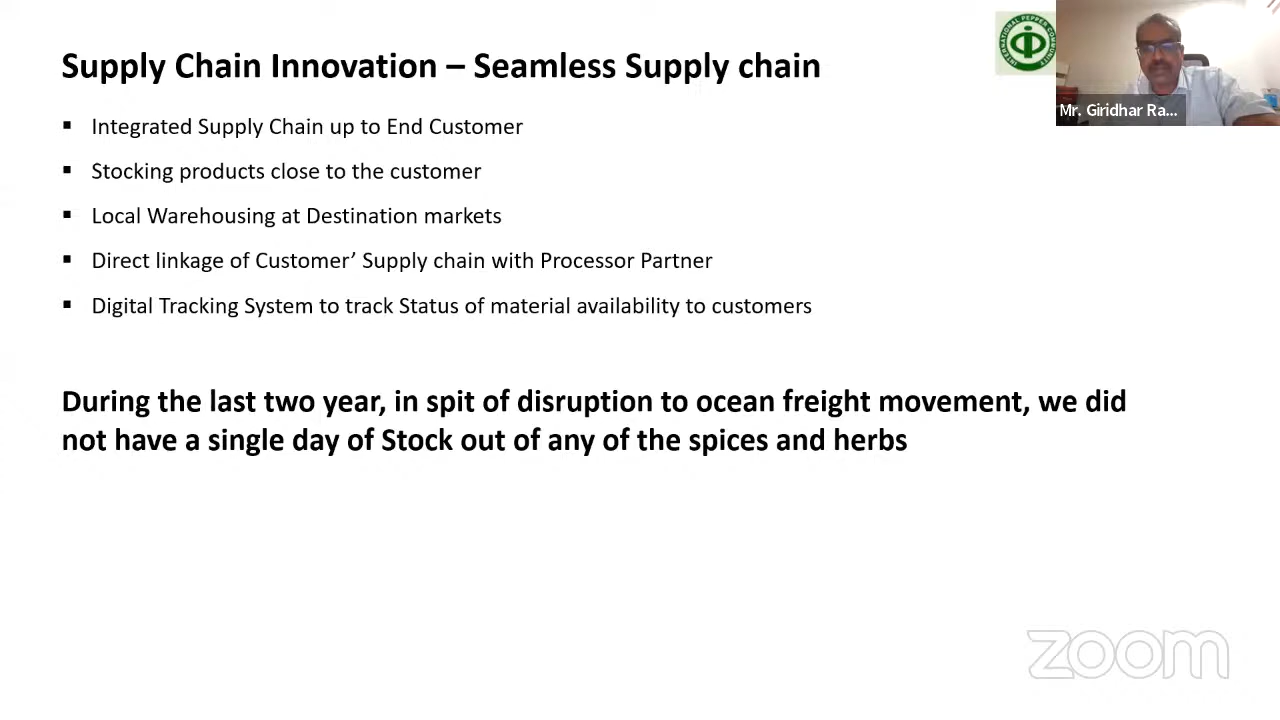 Supply Chain Innovation – Seamless Supply chain
INTERNATIONAL PEPPER COMMUNITY
Mr. Giridhar Ra...
▪ Integrated Supply Chain up to End Customer
▪ Stocking products close to the customer
▪ Local Warehousing at Destination markets
▪ Direct linkage of Customer’ Supply chain with Processor Partner
▪ Digital Tracking System to track Status of material availability to customers
During the last two year, in spit of disruption to ocean freight movement, we did
not have a single day of Stock out of any of the spices and herbs
zoom